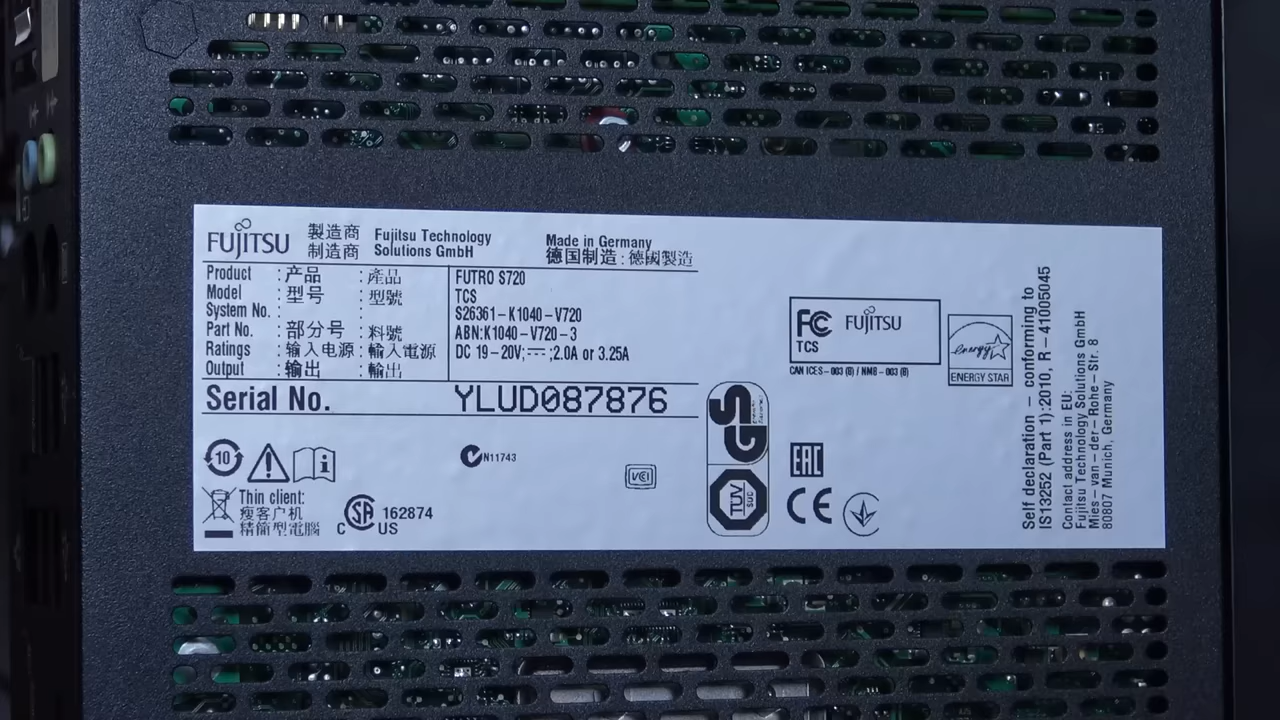 FUJITSU
製造商 Fujitsu Technology
制造商 Solutions GmbH
Made in Germany
德国制造 : 德國製造
Product : 产品 : 產品 FUTRO S720
Model : 型号 : 型號 TCS
System No. : : S26361-K1040-V720
Part No. : 部分号 : 料號 ABN:K1040-V720-3
Ratings : 输入电源 : 輸入電源 DC 19-20V; ⎓ ;2.0A or 3.25A
Output : 输出 : 輸出
Serial No. YLUD087876
FC FUJITSU
TCS
CAN ICES-003 (B) / NMB-003 (B)
energy
ENERGY STAR
10
N11743
VCI
GS
TÜV
SÜD
EAC
CE
Thin client:
瘦客户机
精簡型電腦
C SA US 162874
Self declaration – conforming to
IS13252 (Part 1):2010, R-41005045
Contact address in EU:
Fujitsu Technology Solutions GmbH
Mies-van-der-Rohe-Str. 8
80807 Munich, Germany